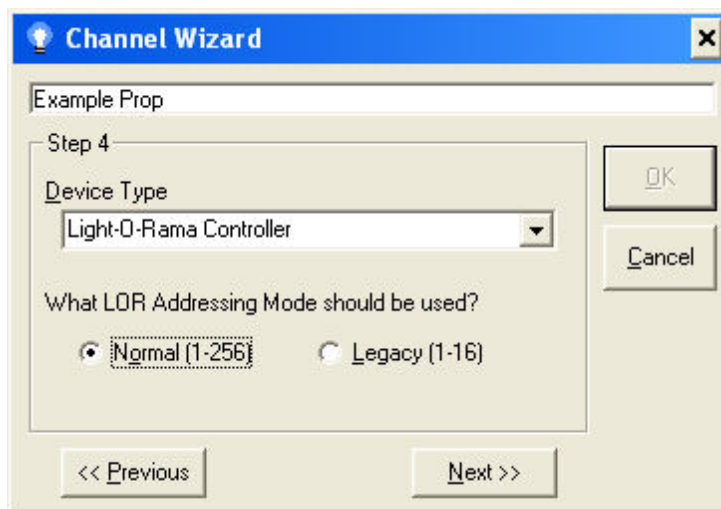 Channel Wizard
Example Prop
Step 4
Device Type
Light-O-Rama Controller
OK
Cancel
What LOR Addressing Mode should be used?
Normal (1-256)
Legacy (1-16)
<< Previous
Next >>